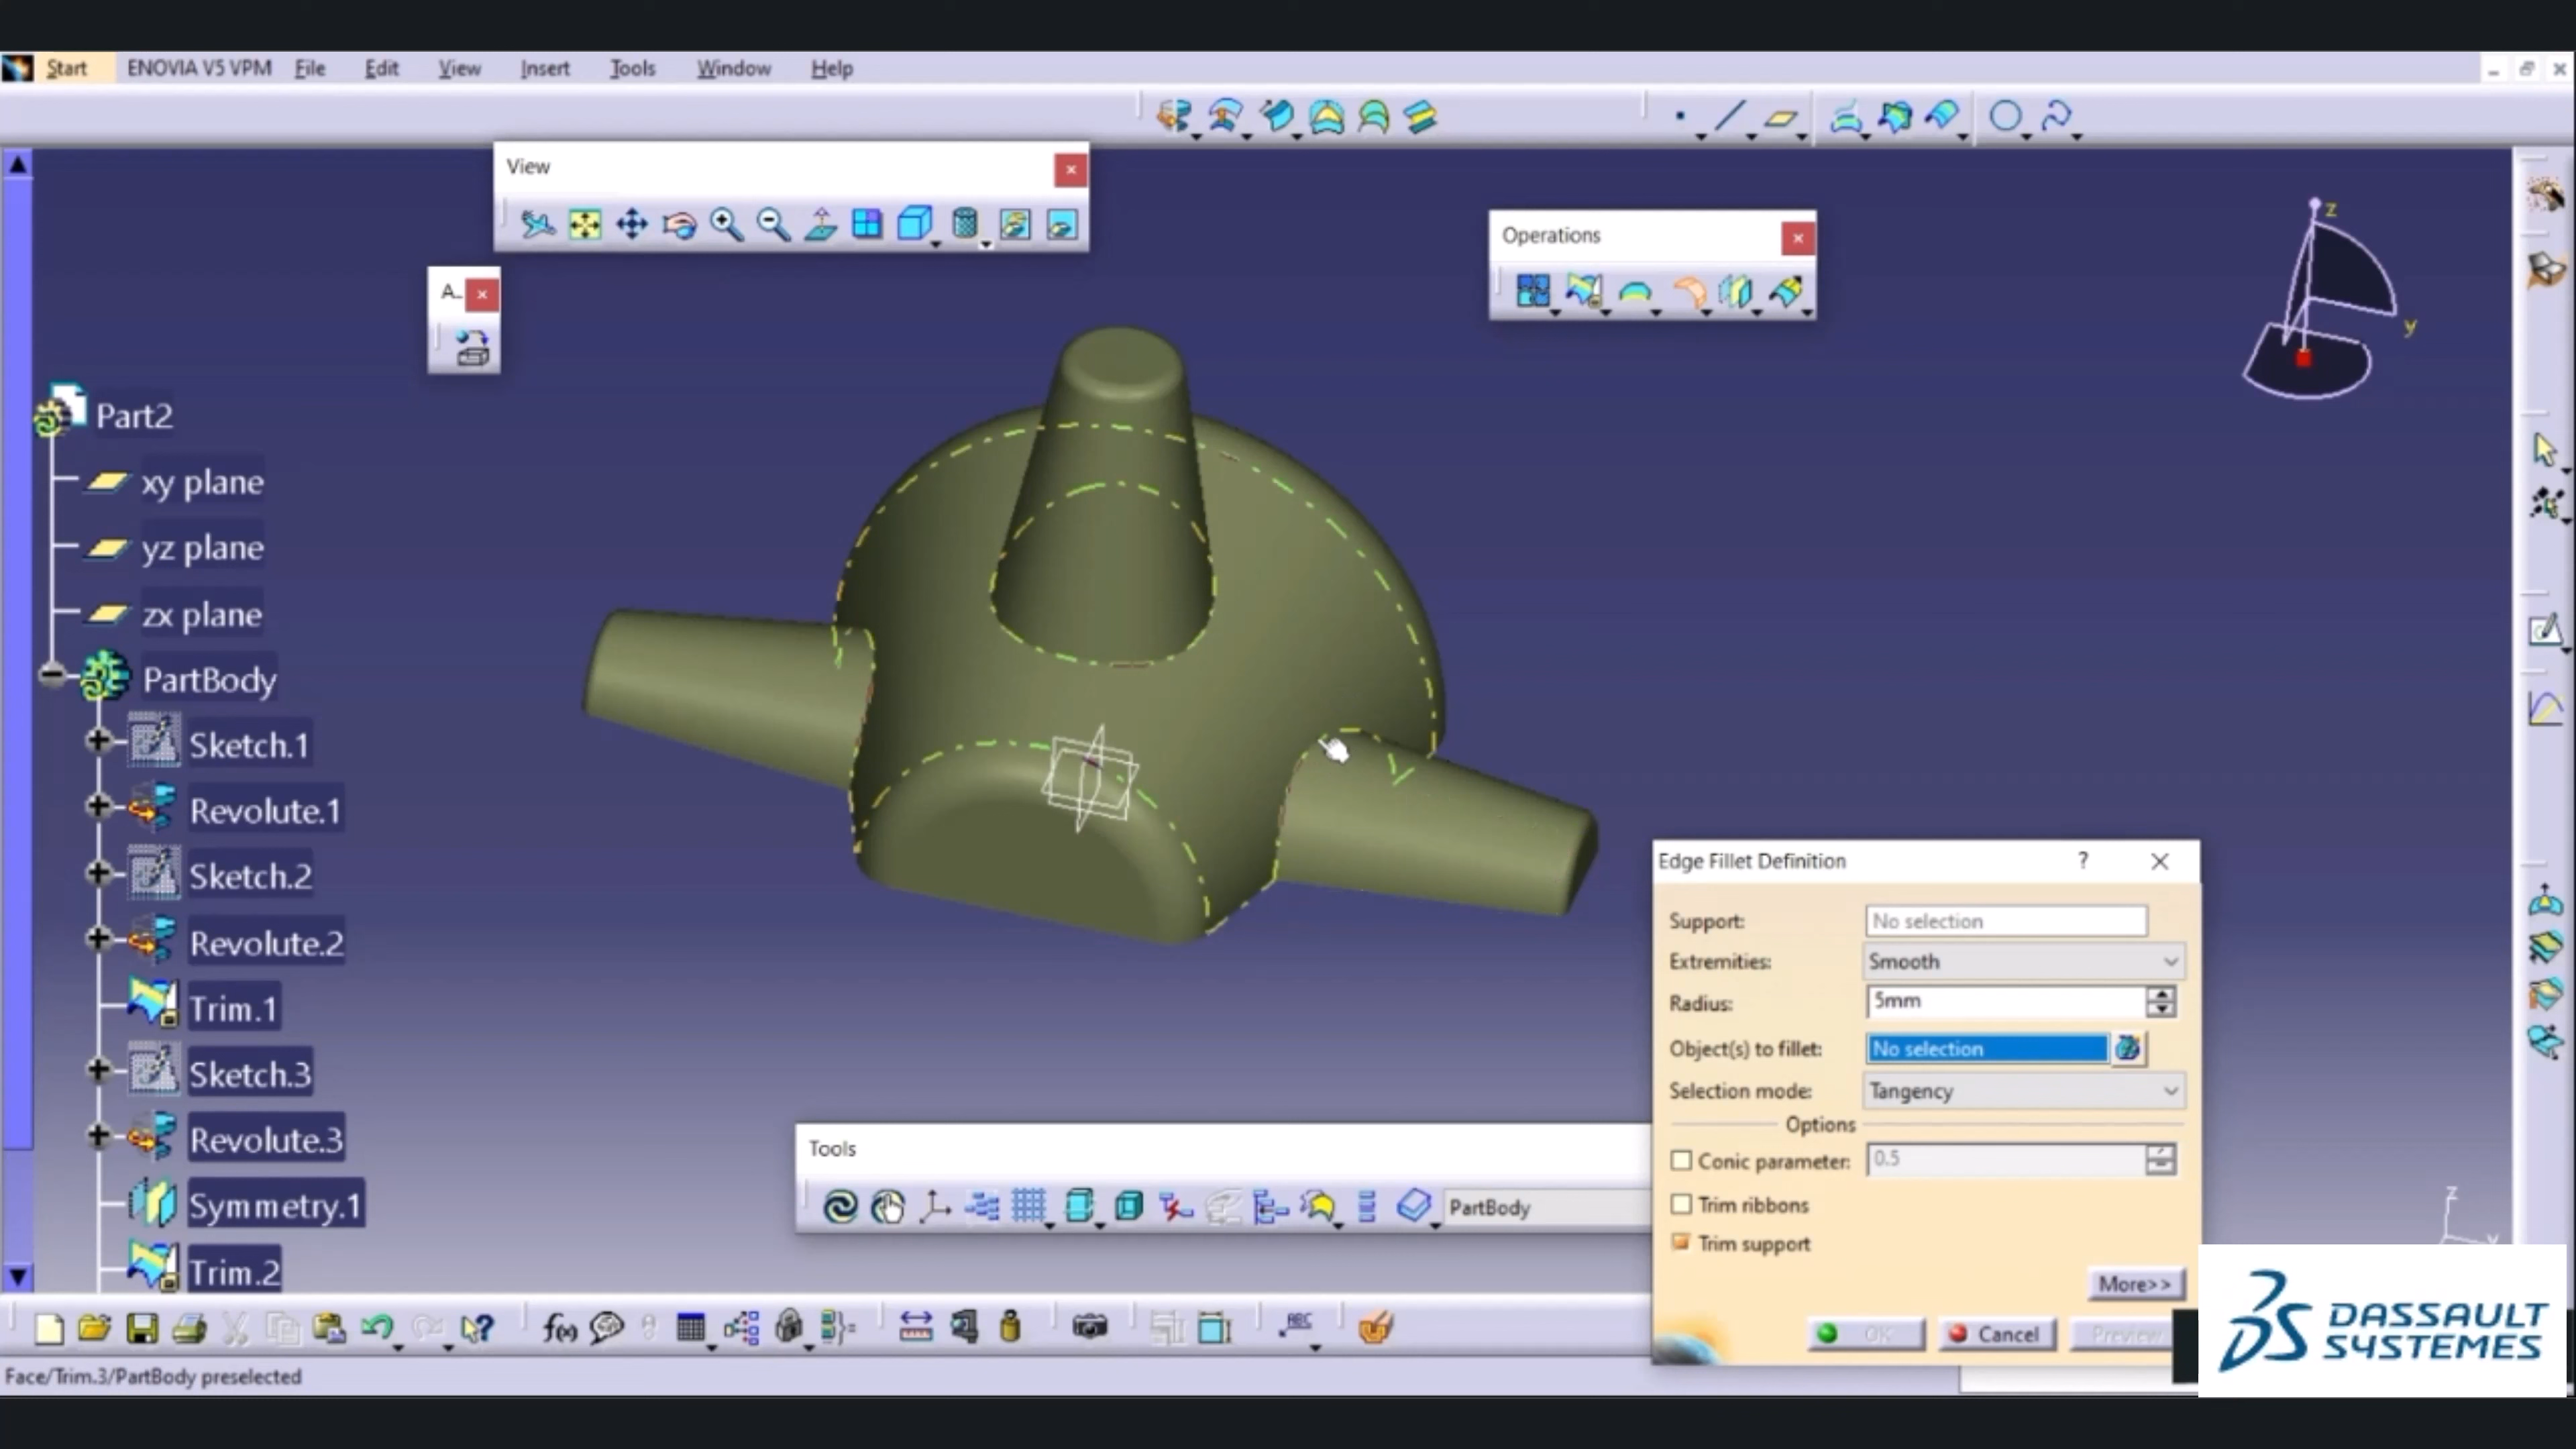 Start ENOVIA V5 VPM File Edit View Insert Tools Window Help
View
Operations
A...
z
y
Part2
xy plane
yz plane
zx plane
PartBody
Sketch.1
Revolute.1
Sketch.2
Revolute.2
Trim.1
Sketch.3
Revolute.3
Symmetry.1
Trim.2
Edge Fillet Definition ?
Support: No selection
Extremities: Smooth
Radius: 5mm
Object(s) to fillet: No selection
Selection mode: Tangency
Options
Conic parameter: 0.5
Trim ribbons
Trim support
More>>
OK Cancel Preview
Tools
PartBody
z
y
f(x)
ABC
Face/Trim.3/PartBody preselected
DASSAULT
SYSTEMES